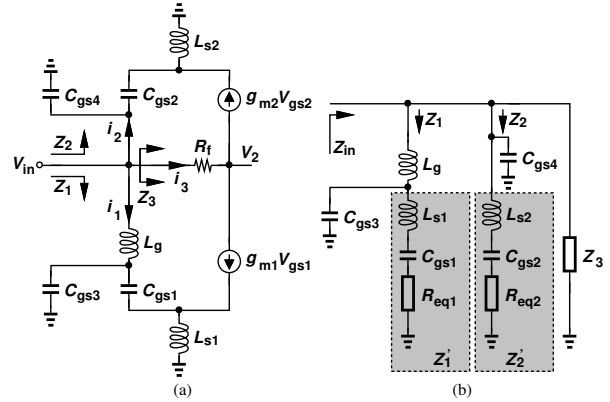 L_s2
C_gs4
C_gs2
g_m2V_gs2
i_2
Z_2
V_in
Z_1
R_f
V_2
i_3
Z_3
i_1
L_g
g_m1V_gs1
C_gs3
C_gs1
L_s1
(a)
Z_in
Z_1
Z_2
L_g
C_gs4
C_gs3
L_s1
L_s2
C_gs1
C_gs2
Z_3
R_eq1
R_eq2
Z_1'
Z_2'
(b)